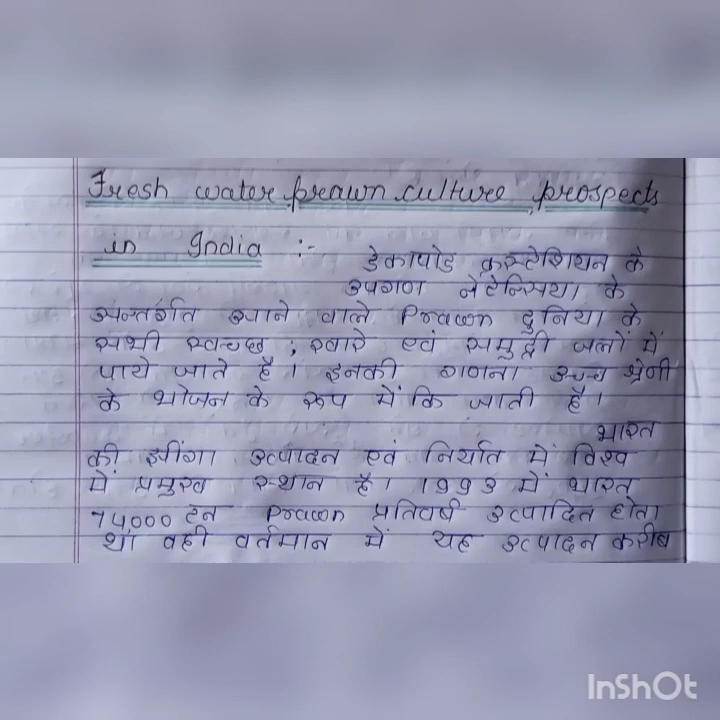 Fresh water prawn culture prospects
in India :-
डेकापोड क्रस्टेशियन के
उपगण नेटेन्सिया के
अन्तर्गत आने वाले Prawn दुनिया के
सभी स्वच्छ, खारे एवं समुद्री जलों में
पाये जाते है। इनकी गणना उच्च श्रेणी
के भोजन के रूप में कि जाती है।
भारत
की झींगा उत्पादन एवं निर्यात में विश्व
में प्रमुख स्थान है। 1993 में भारत
74,000 टन Prawn प्रतिवर्ष उत्पादित होता
था वही वर्तमान में यह उत्पादन करीब
InShOt